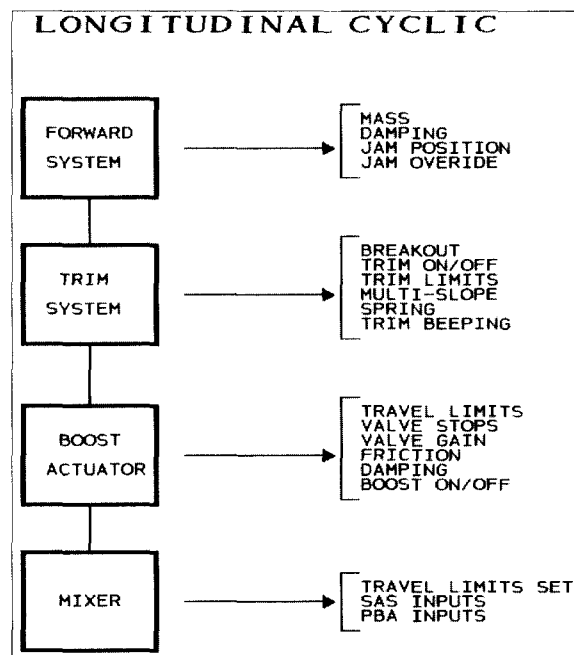 LONGITUDINAL CYCLIC
FORWARD
SYSTEM
MASS
DAMPING
JAM POSITION
JAM OVERIDE
TRIM
SYSTEM
BREAKOUT
TRIM ON/OFF
TRIM LIMITS
MULTI-SLOPE
SPRING
TRIM BEEPING
BOOST
ACTUATOR
TRAVEL LIMITS
VALVE STOPS
VALVE GAIN
FRICTION
DAMPING
BOOST ON/OFF
MIXER
TRAVEL LIMITS SET
SAS INPUTS
PBA INPUTS